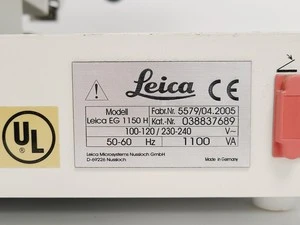 Leica CE
Modell Fabr.Nr. 5579/04.2005
Leica EG 1150 H Kat.-Nr. 038837689
100-120 / 230-240 V~
50-60 Hz 1100 VA
Leica Microsystems Nussloch GmbH
D-69226 Nussloch Made in Germany
UL